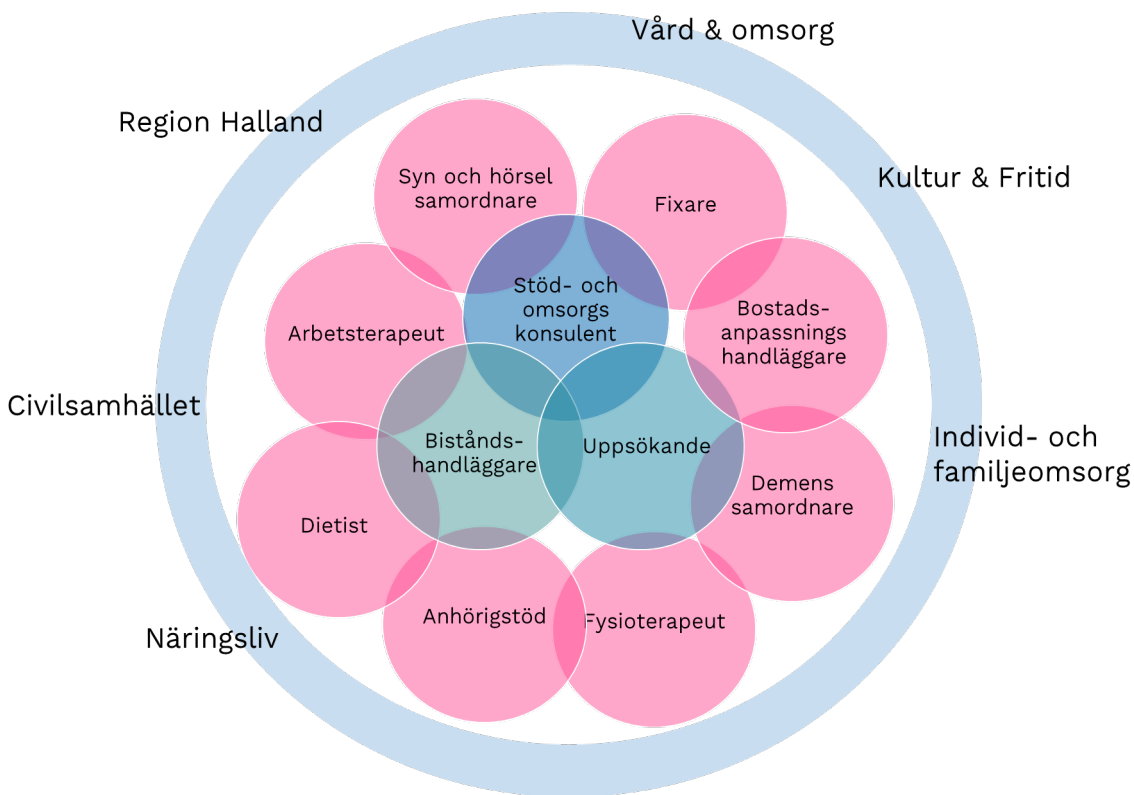 Vård & omsorg
Region Halland
Kultur & Fritid
Syn och hörsel
samordnare
Fixare
Stöd- och
omsorgs
konsulent
Bostads-
anpassnings
handläggare
Arbetsterapeut
Civilsamhället
Bistånds-
handläggare
Uppsökande
Individ- och
familjeomsorg
Demens
samordnare
Dietist
Anhörigstöd
Fysioterapeut
Näringsliv